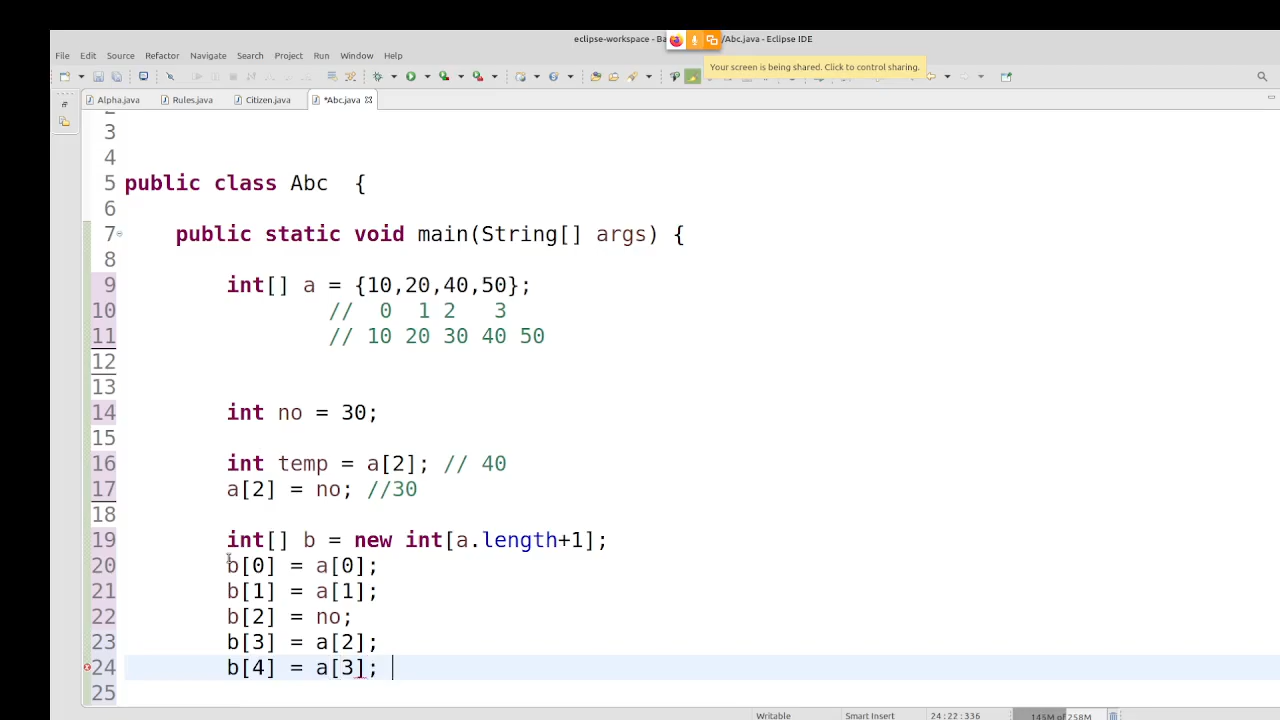 eclipse-workspace - Ba /Abc.java - Eclipse IDE
File Edit Source Refactor Navigate Search Project Run Window Help
Your screen is being shared. Click to control sharing.
Alpha.java Rules.java Citizen.java *Abc.java
2
3
4
5 public class Abc  {
6
7     public static void main(String[] args) {
8
9         int[] a = {10,20,40,50};
10                 //  0  1 2   3
11                 // 10 20 30 40 50
12
13
14         int no = 30;
15
16         int temp = a[2]; // 40
17         a[2] = no; //30
18
19         int[] b = new int[a.length+1];
20         b[0] = a[0];
21         b[1] = a[1];
22         b[2] = no;
23         b[3] = a[2];
24         b[4] = a[3];
25
Writable Smart Insert 24:22:336 145M of 258M